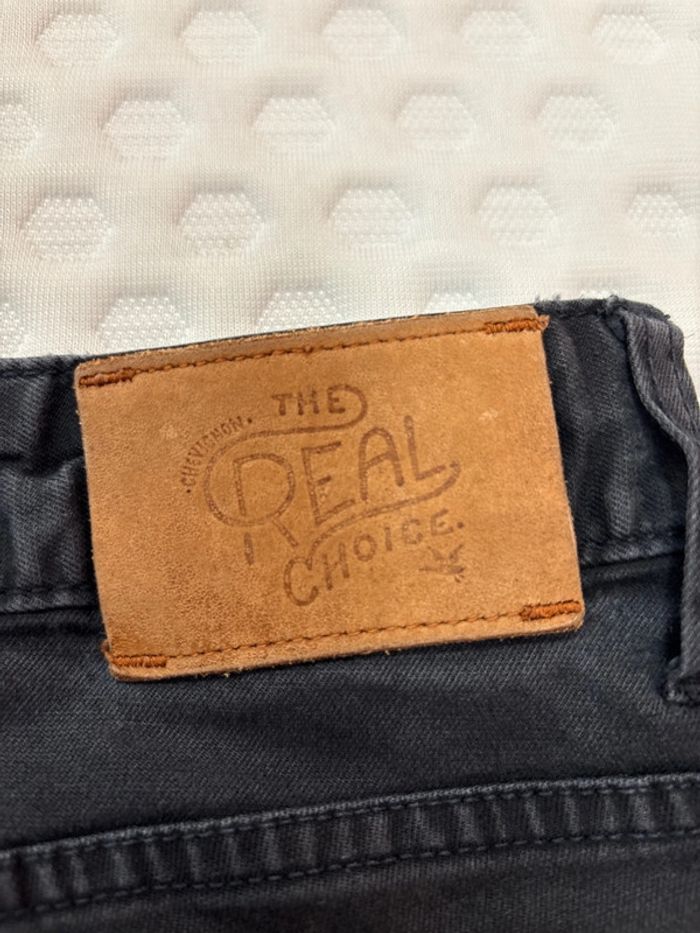 THE
·CHEVIGNON·
REAL
CHOICE.